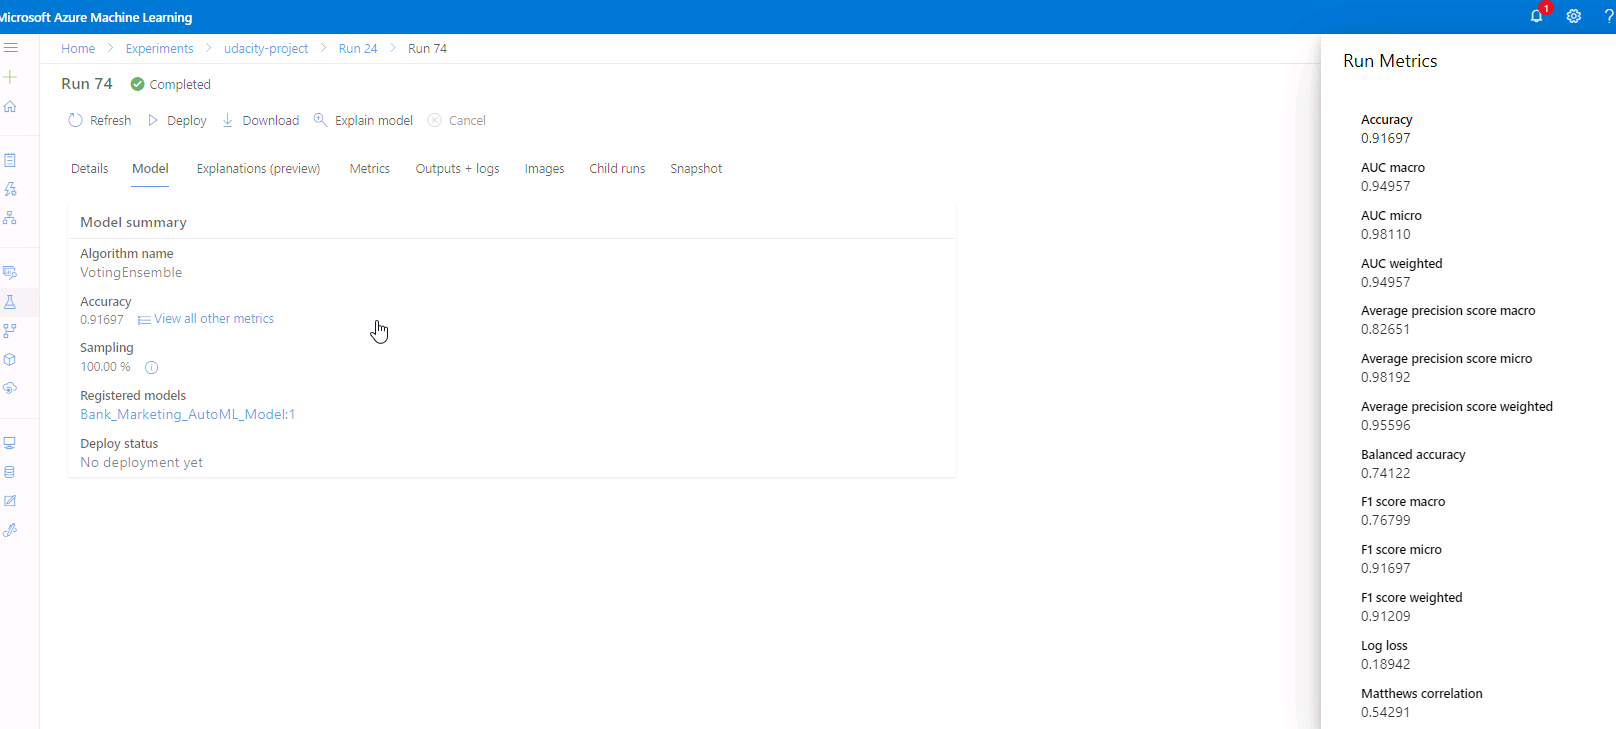 Microsoft Azure Machine Learning
1
?
Home > Experiments > udacity-project > Run 24 > Run 74
Run 74 Completed
Refresh Deploy Download Explain model Cancel
Details Model Explanations (preview) Metrics Outputs + logs Images Child runs Snapshot
Model summary
Algorithm name
VotingEnsemble
Accuracy
0.91697 View all other metrics
Sampling
100.00 %
Registered models
Bank_Marketing_AutoML_Model:1
Deploy status
No deployment yet
Run Metrics
Accuracy
0.91697
AUC macro
0.94957
AUC micro
0.98110
AUC weighted
0.94957
Average precision score macro
0.82651
Average precision score micro
0.98192
Average precision score weighted
0.95596
Balanced accuracy
0.74122
F1 score macro
0.76799
F1 score micro
0.91697
F1 score weighted
0.91209
Log loss
0.18942
Matthews correlation
0.54291